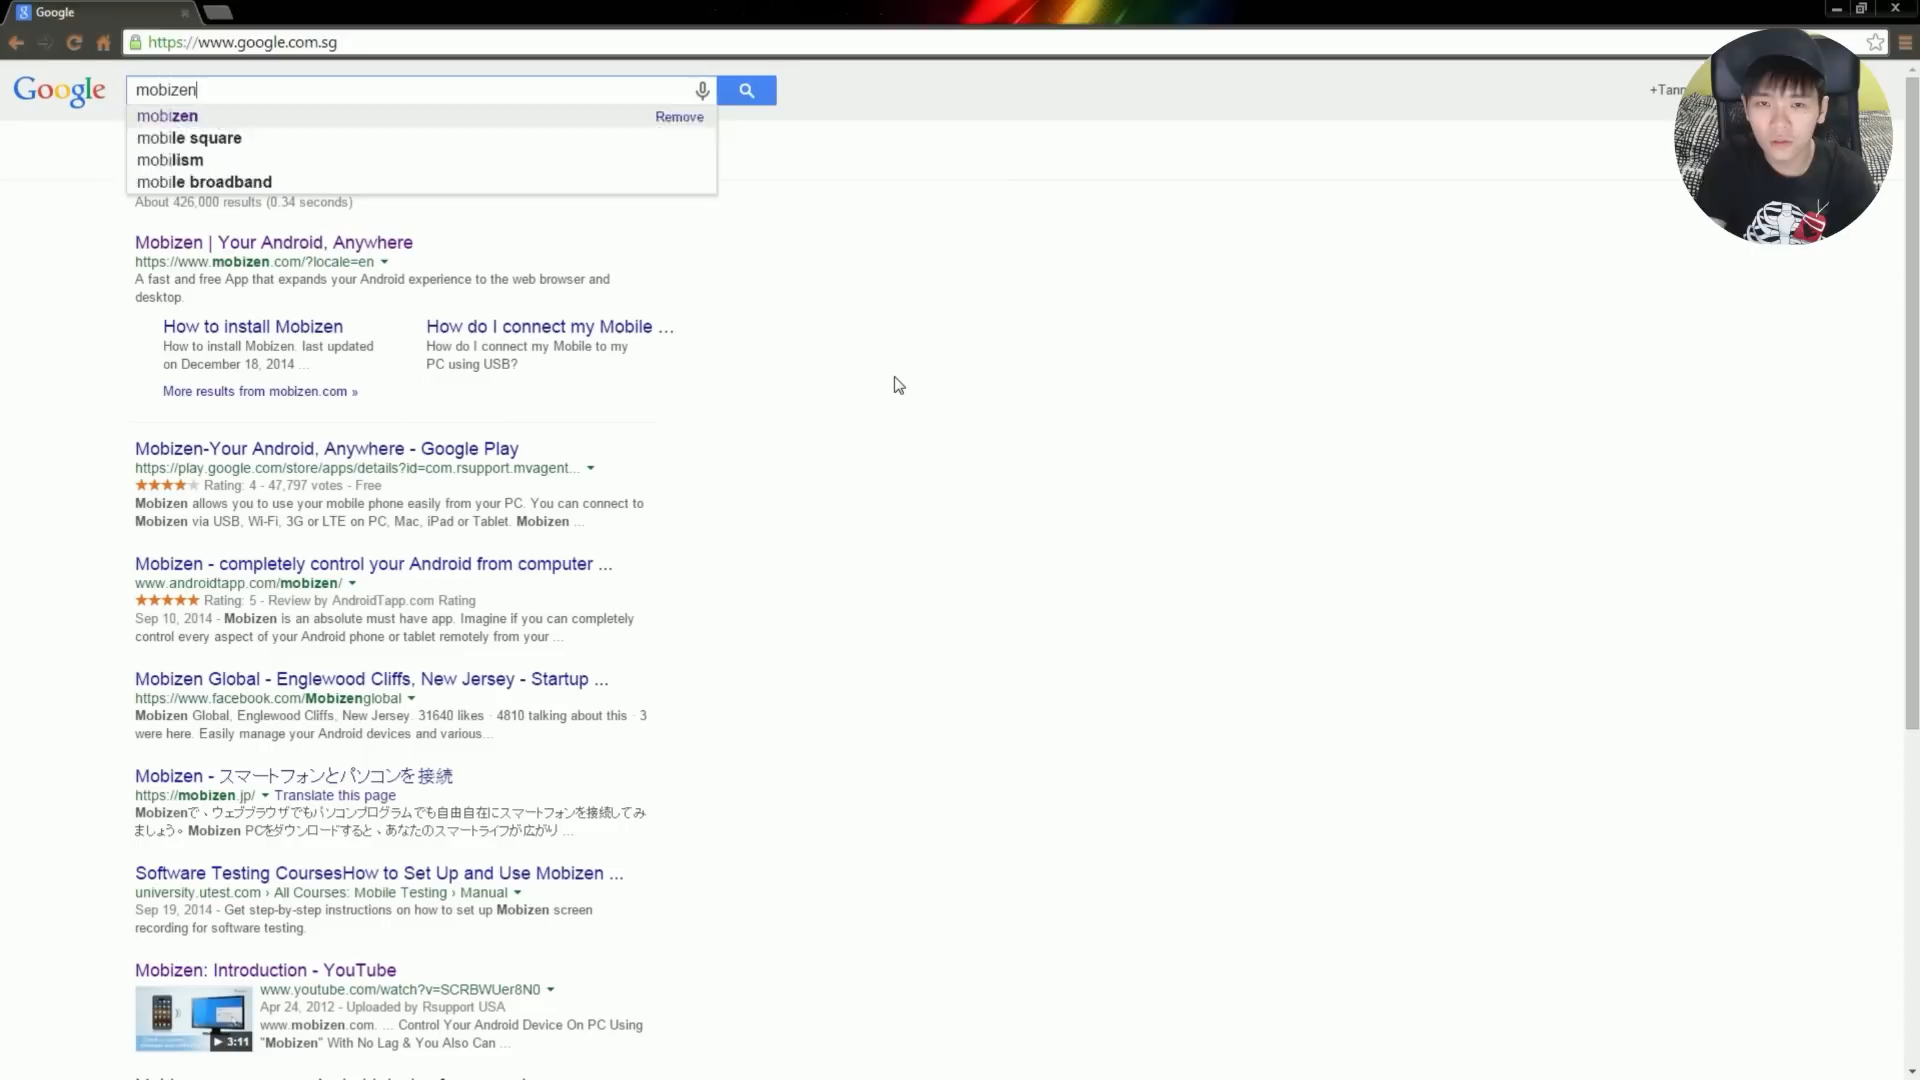 Google
https://www.google.com.sg
Google
mobizen
+Tann
mobizen Remove
mobile square
mobilism
mobile broadband
About 426,000 results (0.34 seconds)
Mobizen | Your Android, Anywhere
https://www.mobizen.com/?locale=en
A fast and free App that expands your Android experience to the web browser and
desktop.
How to install Mobizen
How to install Mobizen. last updated
on December 18, 2014 ...
How do I connect my Mobile ...
How do I connect my Mobile to my
PC using USB?
More results from mobizen.com »
Mobizen-Your Android, Anywhere - Google Play
https://play.google.com/store/apps/details?id=com.rsupport.mvagent...
Rating: 4 - 47,797 votes - Free
Mobizen allows you to use your mobile phone easily from your PC. You can connect to
Mobizen via USB, Wi-Fi, 3G or LTE on PC, Mac, iPad or Tablet. Mobizen ...
Mobizen - completely control your Android from computer ...
www.androidtapp.com/mobizen/
Rating: 5 - Review by AndroidTapp.com Rating
Sep 10, 2014 - Mobizen is an absolute must have app. Imagine if you can completely
control every aspect of your Android phone or tablet remotely from your ...
Mobizen Global - Englewood Cliffs, New Jersey - Startup ...
https://www.facebook.com/Mobizenglobal
Mobizen Global, Englewood Cliffs, New Jersey. 31640 likes · 4810 talking about this · 3
were here. Easily manage your Android devices and various...
Mobizen - スマートフォンとパソコンを接続
https://mobizen.jp/ Translate this page
Mobizenで、ウェブブラウザでもパソコンプログラムでも自由自在にスマートフォンを接続してみ
ましょう。Mobizen PCをダウンロードすると、あなたのスマートライフが広がり ...
Software Testing CoursesHow to Set Up and Use Mobizen ...
university.utest.com › All Courses: Mobile Testing › Manual
Sep 19, 2014 - Get step-by-step instructions on how to set up Mobizen screen
recording for software testing.
Mobizen: Introduction - YouTube
www.youtube.com/watch?v=SCRBWUer8N0
Apr 24, 2012 - Uploaded by Rsupport USA
www.mobizen.com. ... Control Your Android Device On PC Using
"Mobizen" With No Lag & You Also Can ...
3:11